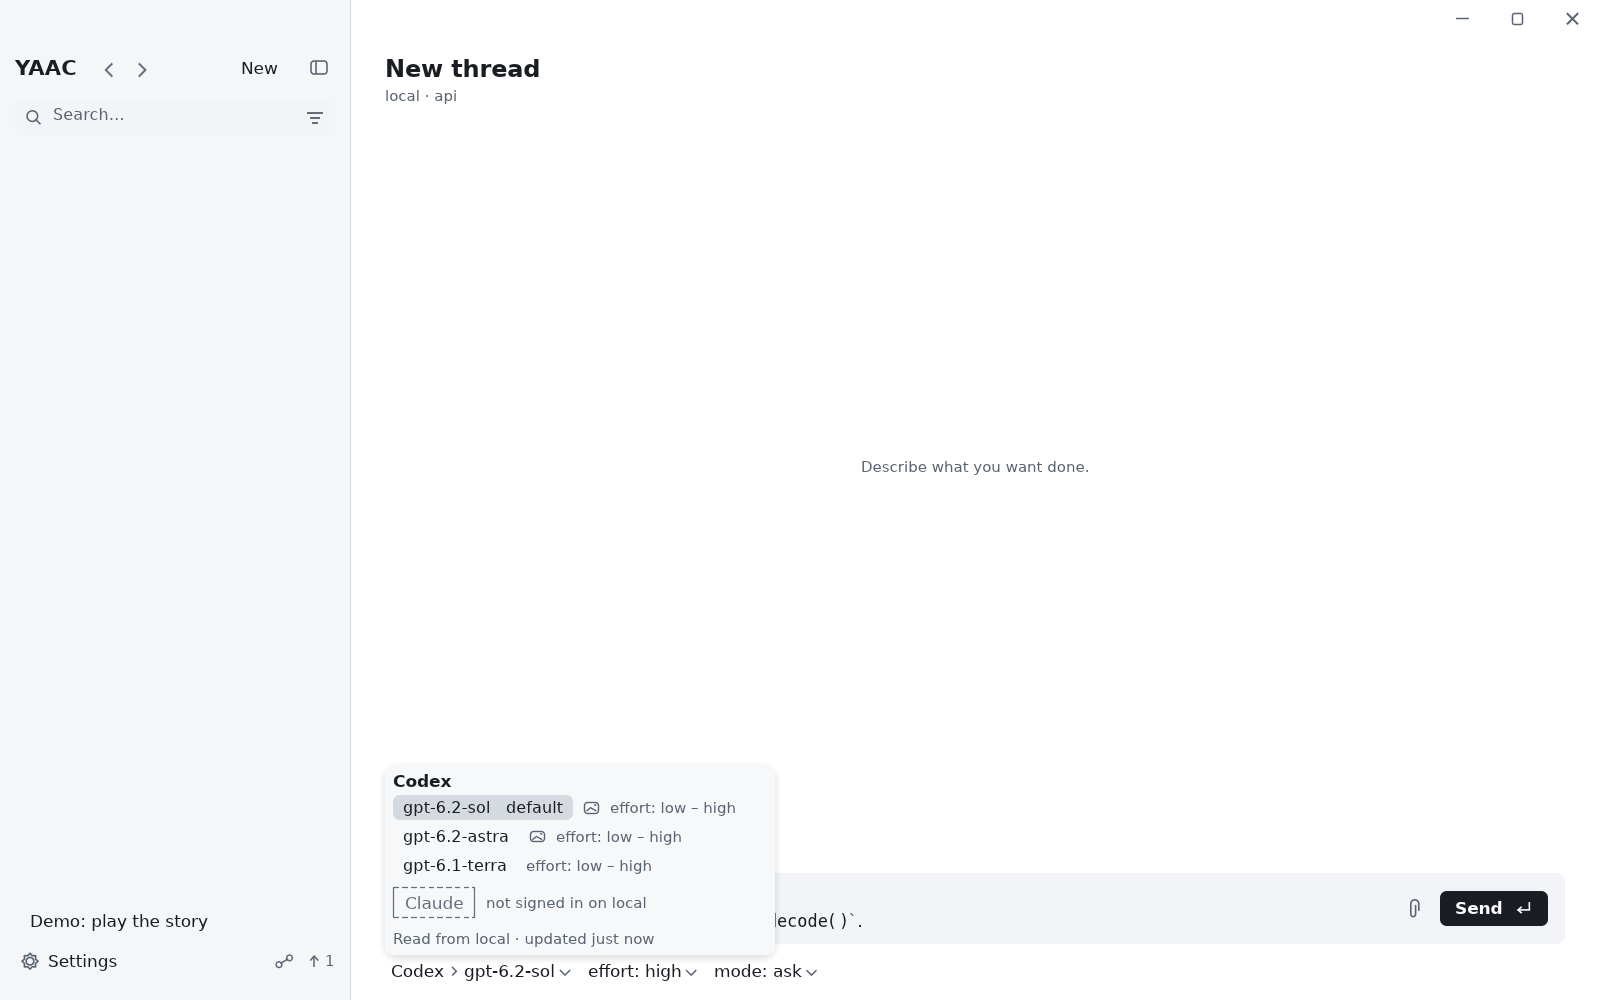 YAAC
New
Search...
New thread
local · api
Describe what you want done.
Codex
gpt-6.2-sol default effort: low – high
gpt-6.2-astra effort: low – high
gpt-6.1-terra effort: low – high
Claude not signed in on local
Read from local · updated just now
ecode()`.
Send
Demo: play the story
Settings
1
Codex gpt-6.2-sol effort: high mode: ask